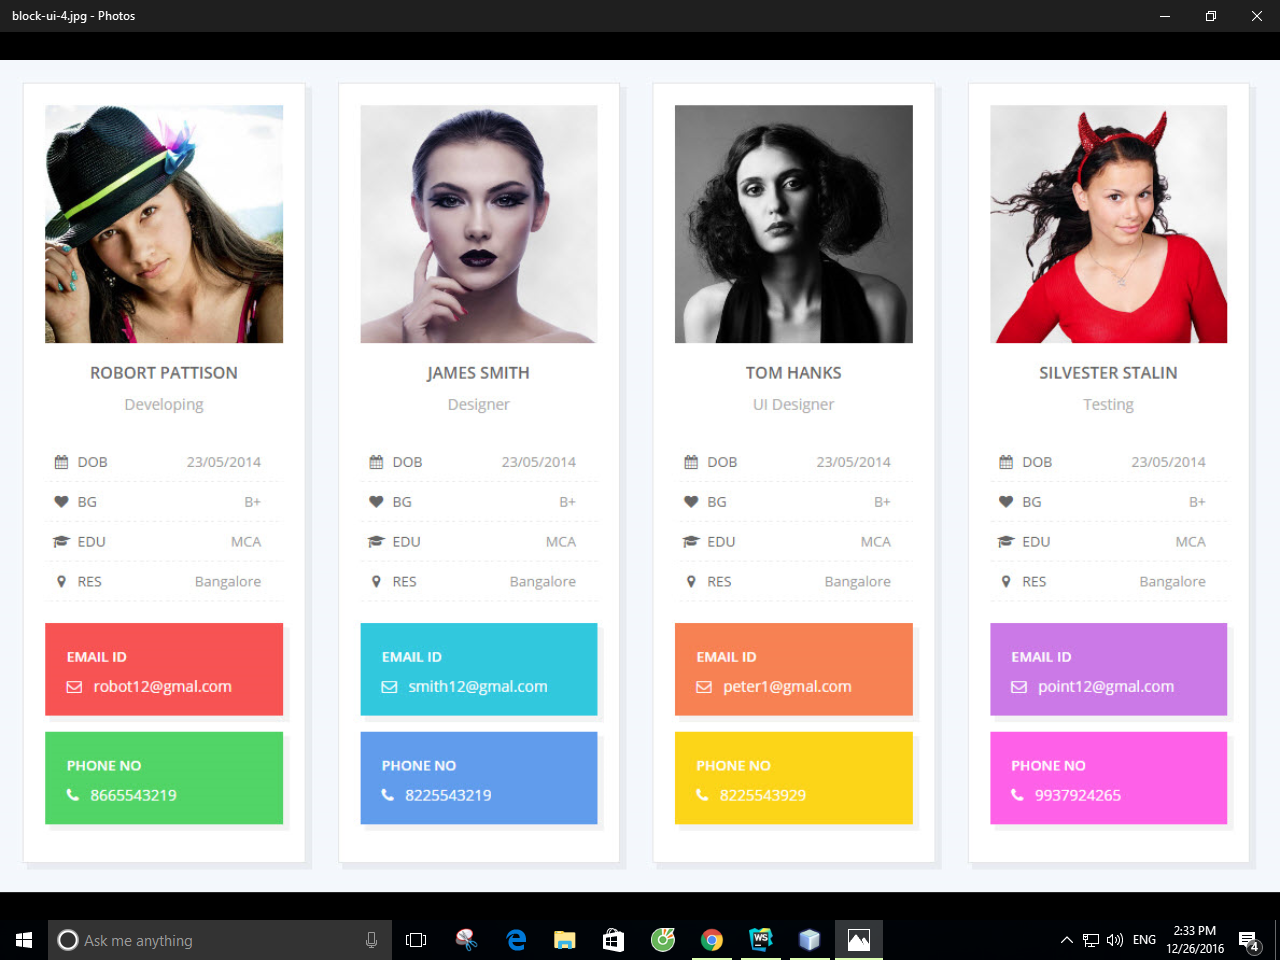 block-ui-4.jpg - Photos
ROBORT PATTISON
Developing
DOB 23/05/2014
BG B+
EDU MCA
RES Bangalore
EMAIL ID
robot12@gmal.com
PHONE NO
8665543219
JAMES SMITH
Designer
DOB 23/05/2014
BG B+
EDU MCA
RES Bangalore
EMAIL ID
smith12@gmal.com
PHONE NO
8225543219
TOM HANKS
UI Designer
DOB 23/05/2014
BG B+
EDU MCA
RES Bangalore
EMAIL ID
peter1@gmal.com
PHONE NO
8225543929
SILVESTER STALIN
Testing
DOB 23/05/2014
BG B+
EDU MCA
RES Bangalore
EMAIL ID
point12@gmal.com
PHONE NO
9937924265
Ask me anything
WS
ENG
2:33 PM
12/26/2016
4